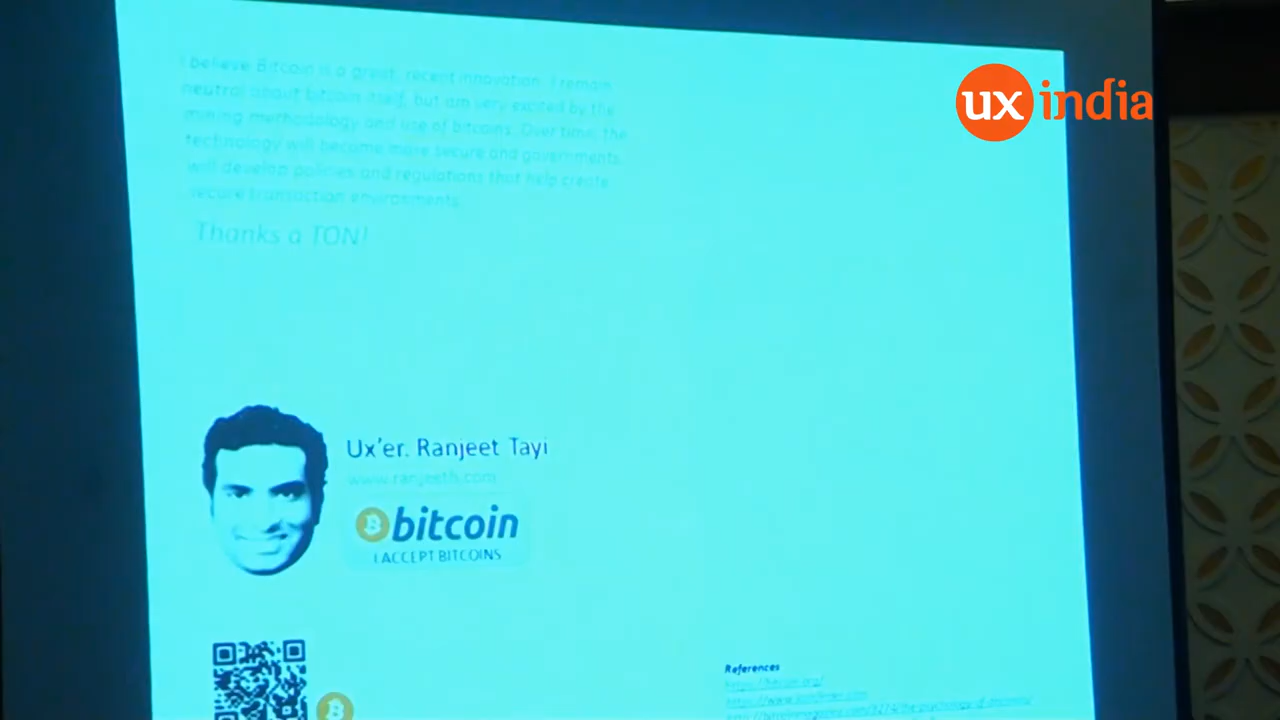 I believe Bitcoin is a great, recent innovation. I remain
neutral about bitcoin itself, but am very excited by the
mining methodology and use of bitcoins. Over time, the
technology will become more secure and governments
will develop policies and regulations that help create
secure transaction environments.
Thanks a TON!
ux india
Ux'er. Ranjeet Tayi
www.ranjeeth.com
bitcoin
I ACCEPT BITCOINS
References
https://bitcoin.org/